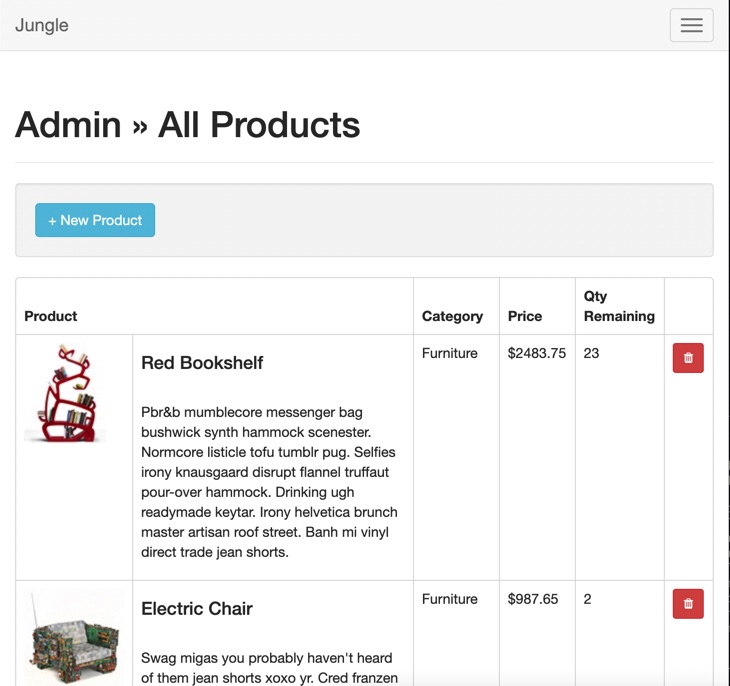 Jungle
Admin » All Products
+ New Product
Product
Category
Price
Qty
Remaining
Red Bookshelf
Furniture
$2483.75
23
Pbr&b mumblecore messenger bag
bushwick synth hammock scenester.
Normcore listicle tofu tumblr pug. Selfies
irony knausgaard disrupt flannel truffaut
pour-over hammock. Drinking ugh
readymade keytar. Irony helvetica brunch
master artisan roof street. Banh mi vinyl
direct trade jean shorts.
Electric Chair
Furniture
$987.65
2
Swag migas you probably haven't heard
of them jean shorts xoxo yr. Cred franzen